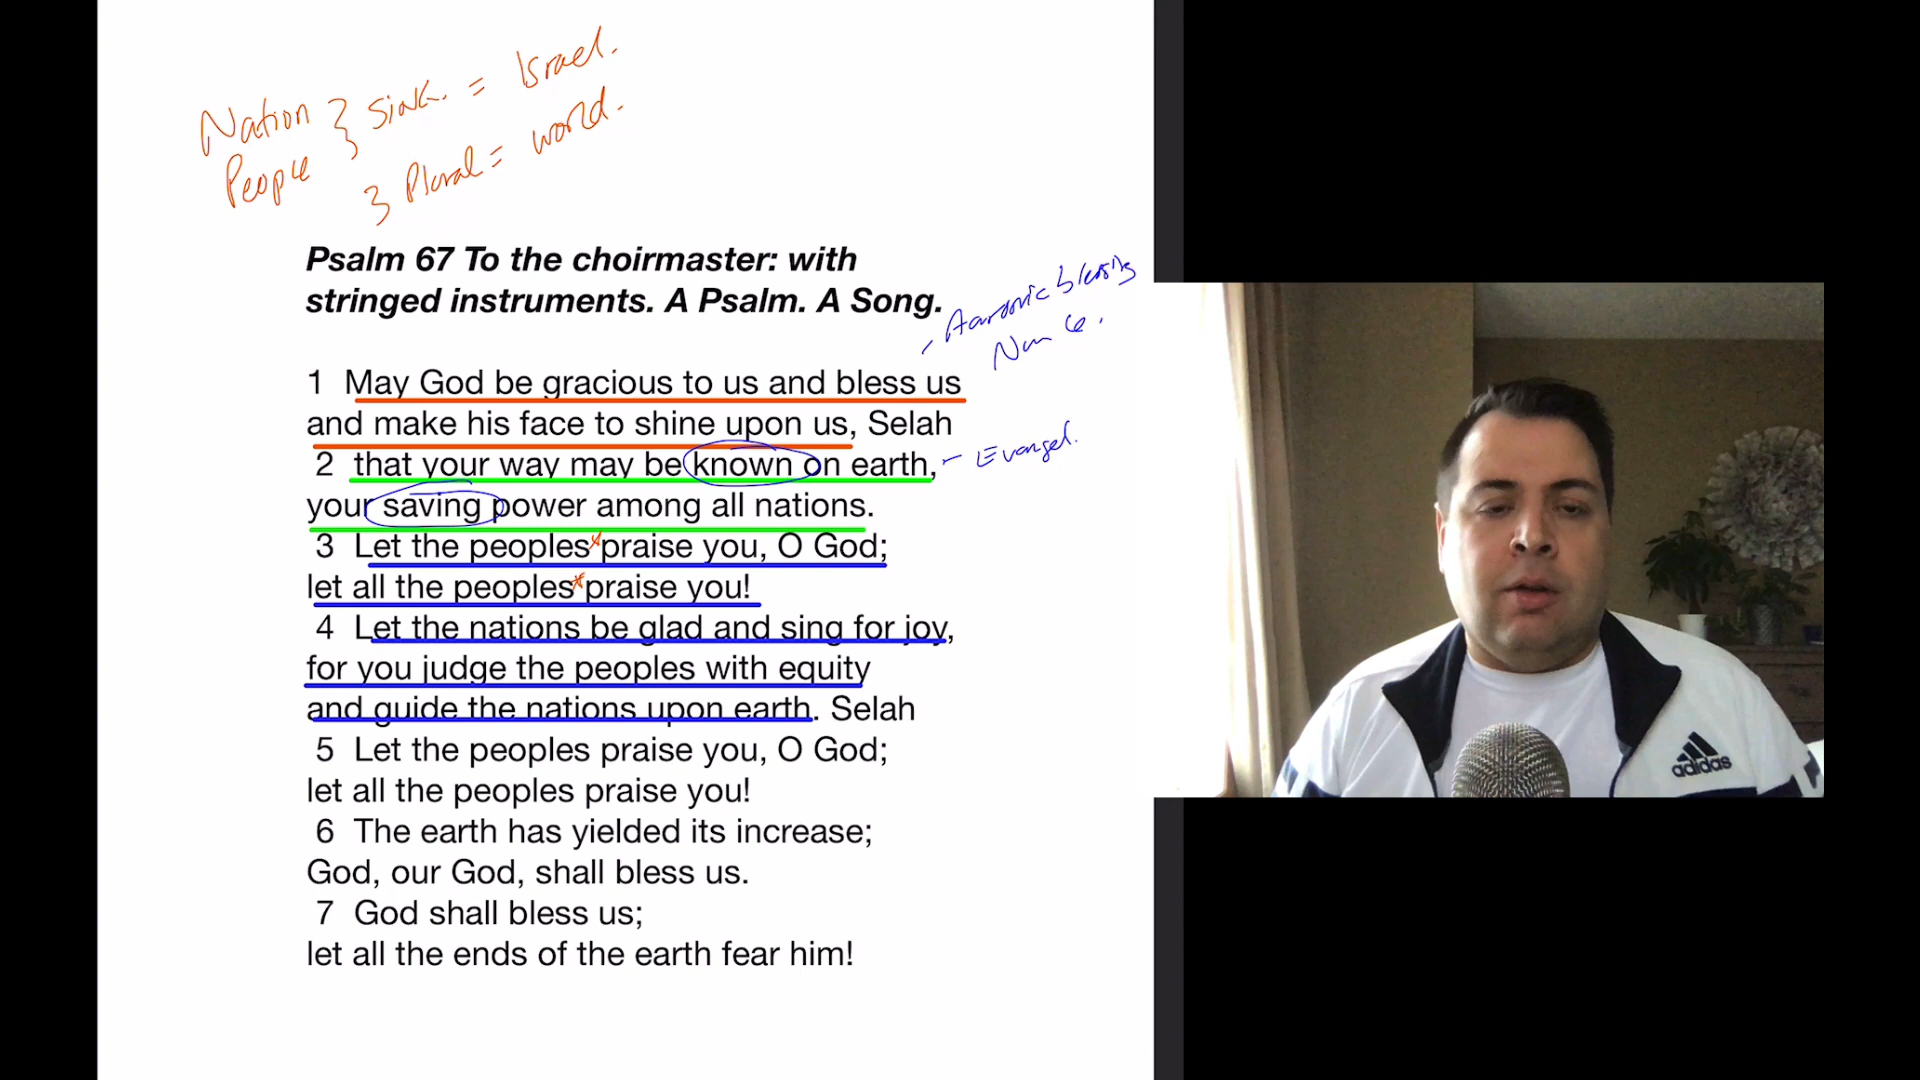 Nation } Sink. = Israel.
People } Plural = world.
Psalm 67 To the choirmaster: with
stringed instruments. A Psalm. A Song.
- Aaronic blessing
Num 6.
1 May God be gracious to us and bless us
and make his face to shine upon us, Selah
2 that your way may be known on earth, - Evangel.
your saving power among all nations.
3 Let the peoples* praise you, O God;
let all the peoples* praise you!
4 Let the nations be glad and sing for joy,
for you judge the peoples with equity
and guide the nations upon earth. Selah
5 Let the peoples praise you, O God;
let all the peoples praise you!
6 The earth has yielded its increase;
God, our God, shall bless us.
7 God shall bless us;
let all the ends of the earth fear him!
adidas